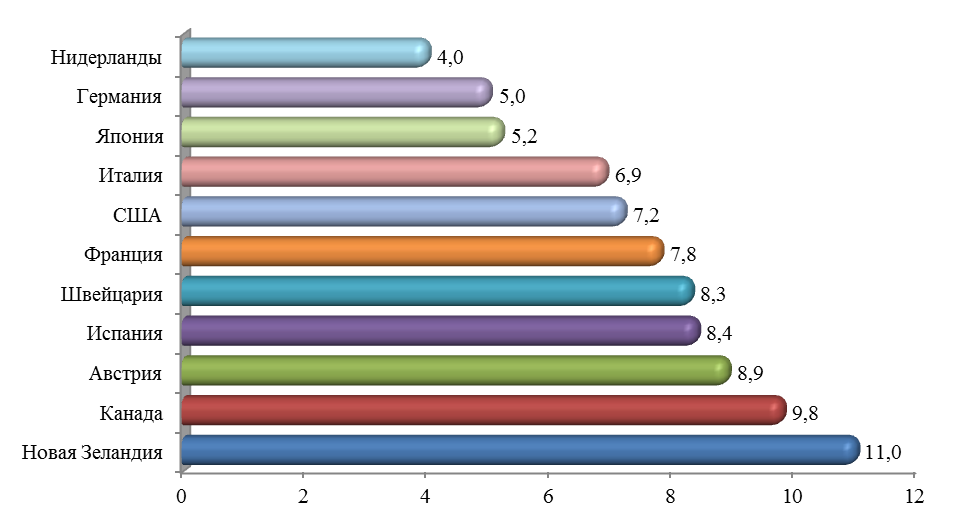 Нидерланды 4,0
Германия 5,0
Япония 5,2
Италия 6,9
США 7,2
Франция 7,8
Швейцария 8,3
Испания 8,4
Австрия 8,9
Канада 9,8
Новая Зеландия 11,0
0 2 4 6 8 10 12